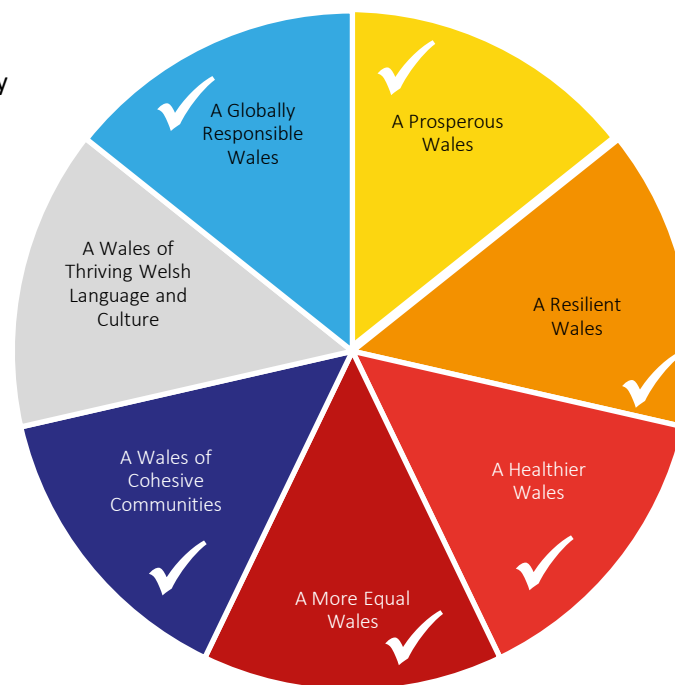 y
A Globally
Responsible
Wales
A Prosperous
Wales
A Wales of
Thriving Welsh
Language and
Culture
A Resilient
Wales
A Wales of
Cohesive
Communities
A Healthier
Wales
A More Equal
Wales